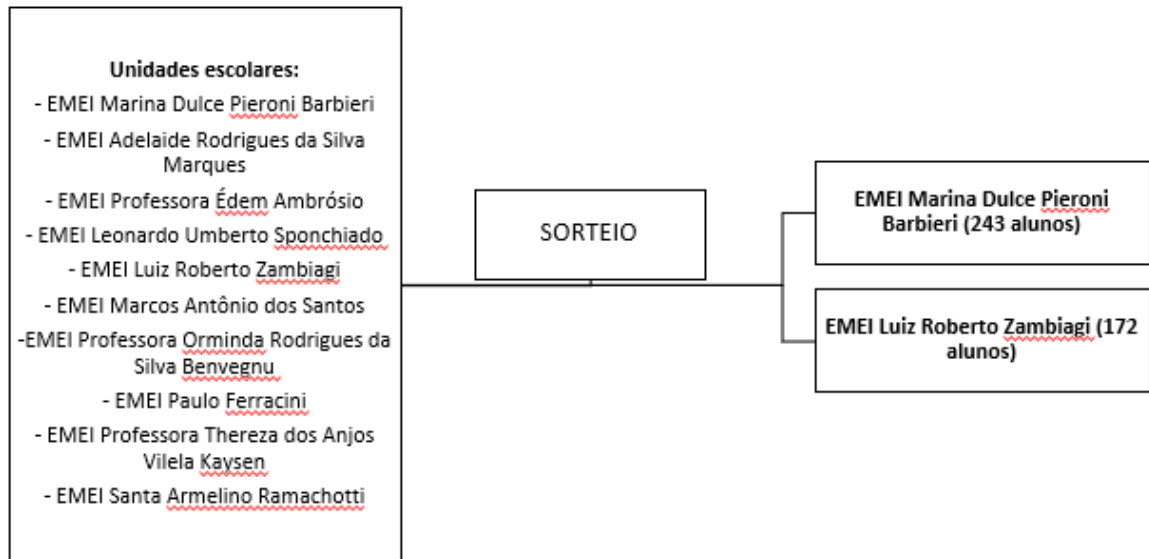 Unidades escolares:
- EMEI Marina Dulce Pieroni Barbieri
- EMEI Adelaide Rodrigues da Silva
Marques
- EMEI Professora Édem Ambrósio
- EMEI Leonardo Umberto Sponchiado
- EMEI Luiz Roberto Zambiagi
- EMEI Marcos Antônio dos Santos
-EMEI Professora Orminda Rodrigues da
Silva Benvegnu
- EMEI Paulo Ferracini
- EMEI Professora Thereza dos Anjos
Vilela Kaysen
- EMEI Santa Armelino Ramachotti
SORTEIO
EMEI Marina Dulce Pieroni
Barbieri (243 alunos)
EMEI Luiz Roberto Zambiagi (172
alunos)